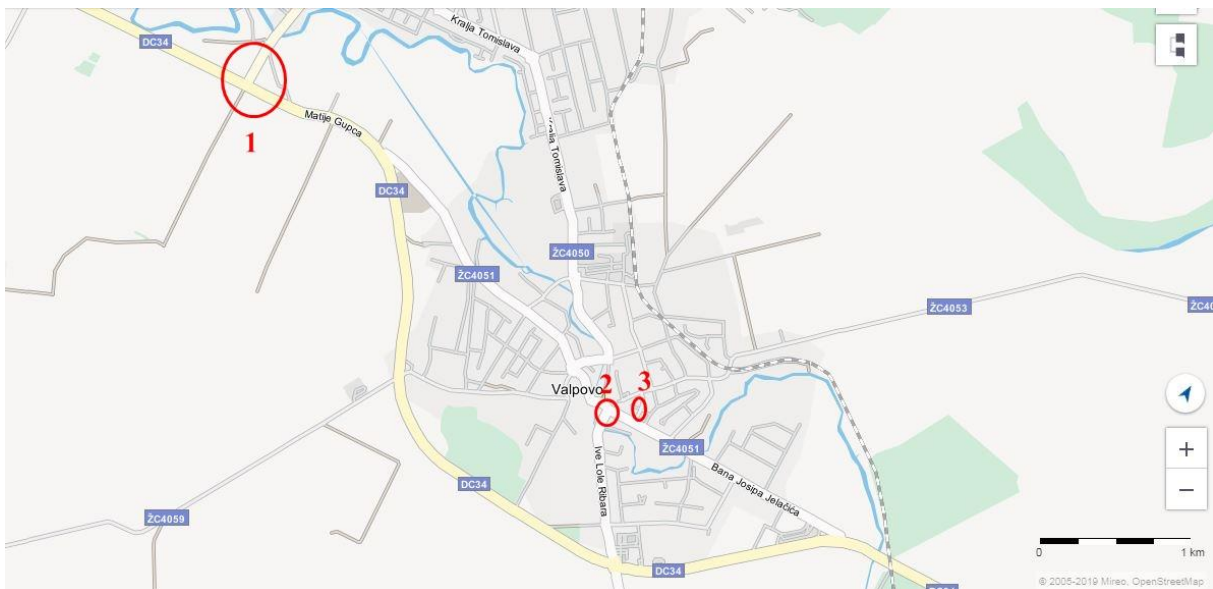 Kralja Tomislava
DC34
1
Matije Gupca
Kralja Tomislava
DC34
ŽC4050
ŽC4051
ŽC4053
Valpovo
2
3
ŽC4051
Ive Lole Ribara
Bana Josipa Jelačića
DC34
ŽC4059
DC34
0
1 km
© 2005-2019 Mireo, OpenStreetMap